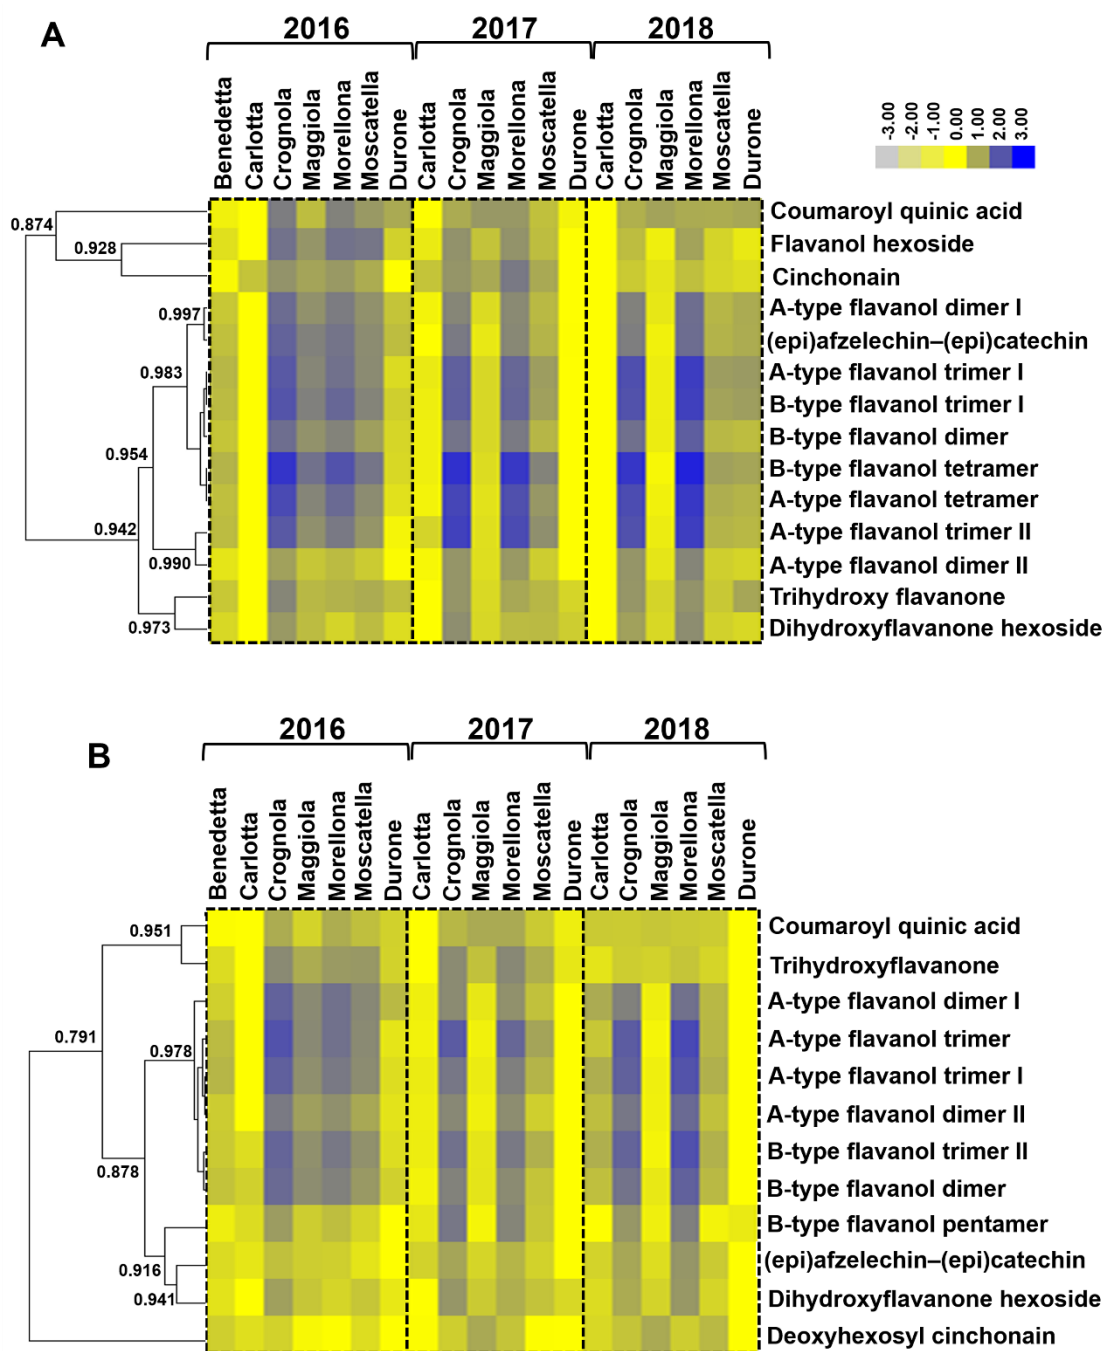 A
2016 2017 2018
Benedetta Carlotta Crognola Maggiola Morellona Moscatella Durone Carlotta Crognola Maggiola Morellona Moscatella Durone Carlotta Crognola Maggiola Morellona Moscatella Durone
-3.00 -2.00 -1.00 0.00 1.00 2.00 3.00
0.874
0.928
0.997
0.983
0.954
0.942
0.990
0.973
Coumaroyl quinic acid
Flavanol hexoside
Cinchonain
A-type flavanol dimer I
(epi)afzelechin–(epi)catechin
A-type flavanol trimer I
B-type flavanol trimer I
B-type flavanol dimer
B-type flavanol tetramer
A-type flavanol tetramer
A-type flavanol trimer II
A-type flavanol dimer II
Trihydroxy flavanone
Dihydroxyflavanone hexoside
B
2016 2017 2018
Benedetta Carlotta Crognola Maggiola Morellona Moscatella Durone Carlotta Crognola Maggiola Morellona Moscatella Durone Carlotta Crognola Maggiola Morellona Moscatella Durone
0.951
0.791
0.978
0.878
0.916
0.941
Coumaroyl quinic acid
Trihydroxyflavanone
A-type flavanol dimer I
A-type flavanol trimer
A-type flavanol trimer I
A-type flavanol dimer II
B-type flavanol trimer II
B-type flavanol dimer
B-type flavanol pentamer
(epi)afzelechin–(epi)catechin
Dihydroxyflavanone hexoside
Deoxyhexosyl cinchonain